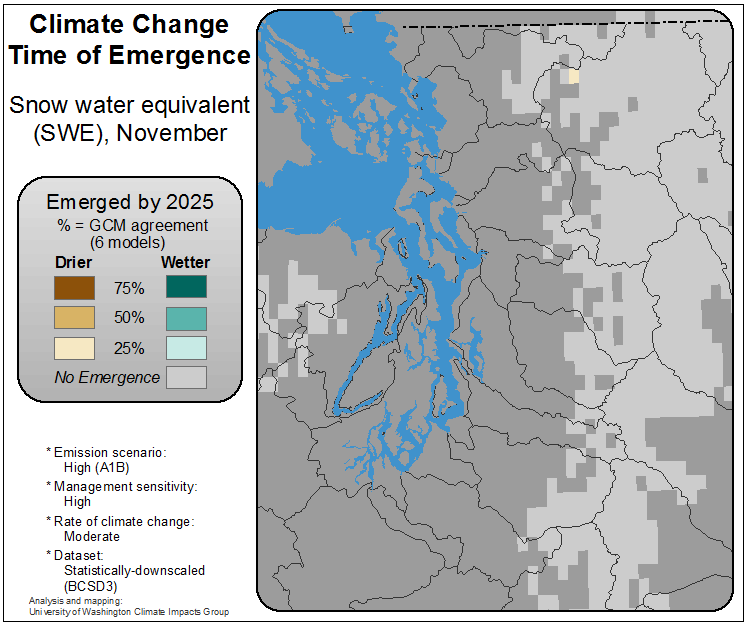 Climate Change
Time of Emergence
Snow water equivalent
(SWE), November
Emerged by 2025
% = GCM agreement
(6 models)
Drier Wetter
75%
50%
25%
No Emergence
* Emission scenario:
High (A1B)
* Management sensitivity:
High
* Rate of climate change:
Moderate
* Dataset:
Statistically-downscaled
(BCSD3)
Analysis and mapping:
University of Washington Climate Impacts Group